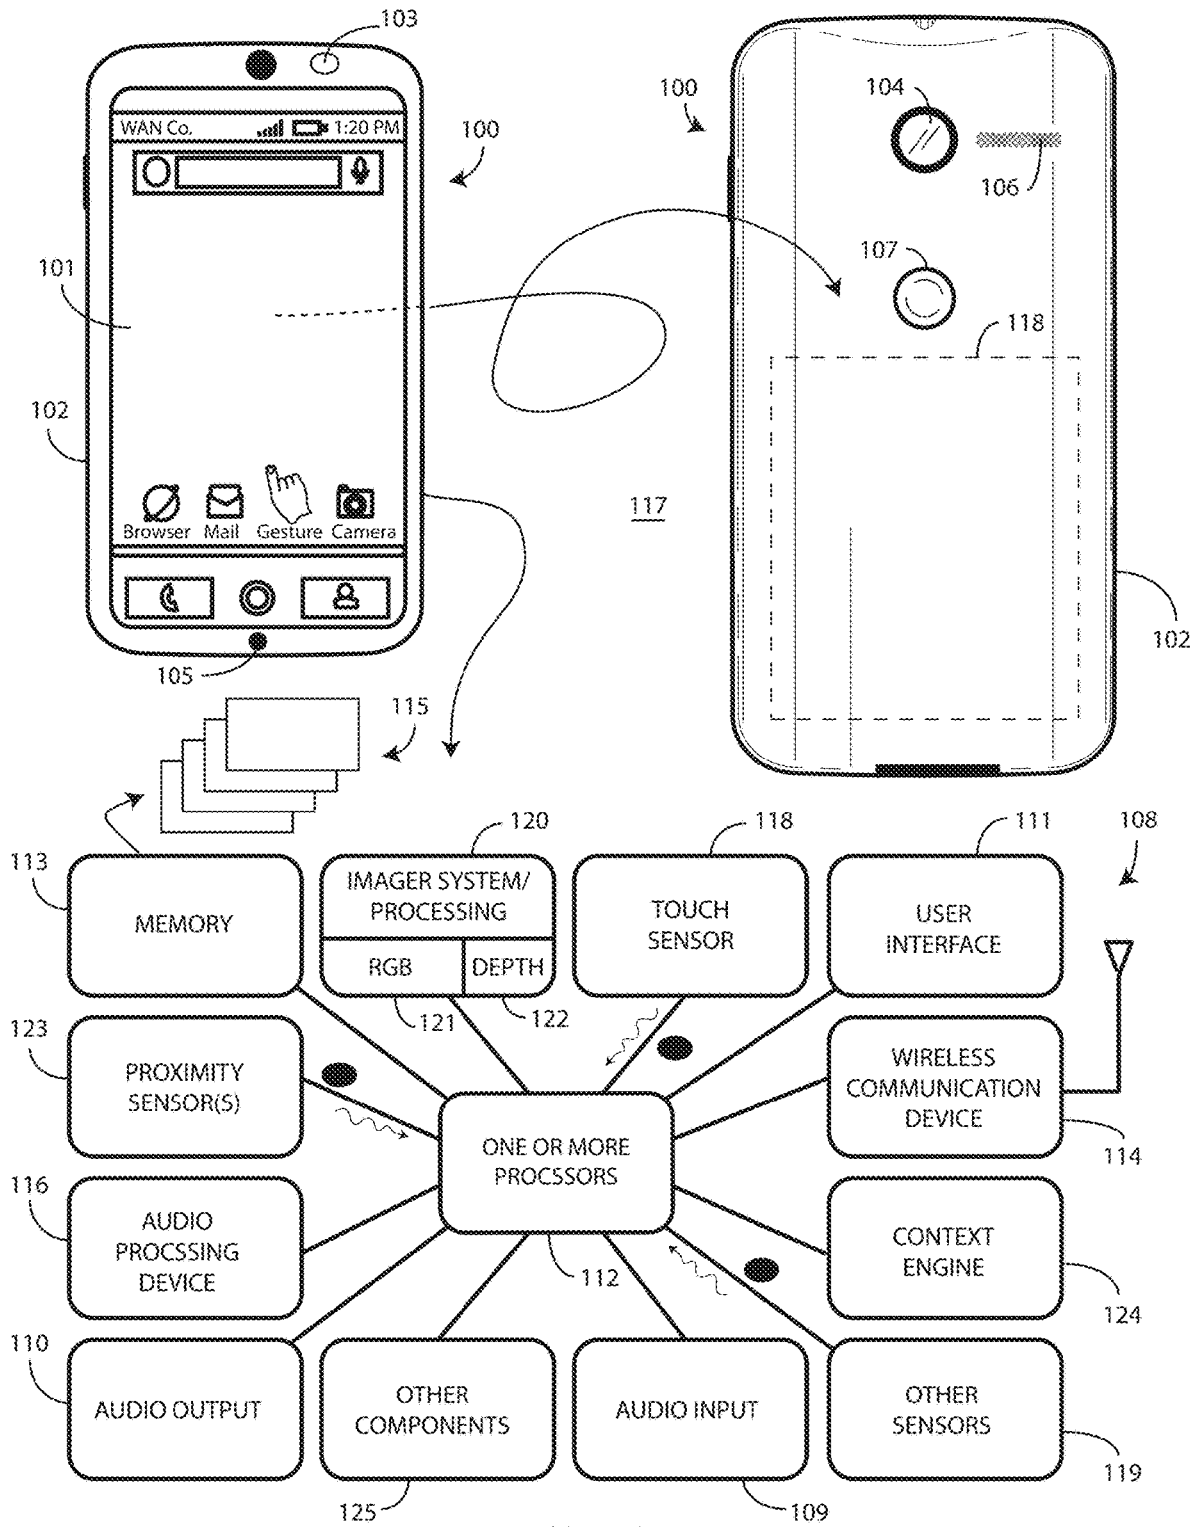 103
WAN Co. 1:20 PM
100
101
102
Browser Mail Gesture Camera
105
100
104
106
107
118
117
102
115
108
113
MEMORY
120
IMAGER SYSTEM/
PROCESSING
RGB
DEPTH
121
122
118
TOUCH
SENSOR
111
USER
INTERFACE
123
PROXIMITY
SENSOR(S)
WIRELESS
COMMUNICATION
DEVICE
114
ONE OR MORE
PROCSSORS
112
116
AUDIO
PROCSSING
DEVICE
CONTEXT
ENGINE
124
110
AUDIO OUTPUT
OTHER
COMPONENTS
125
AUDIO INPUT
109
OTHER
SENSORS
119